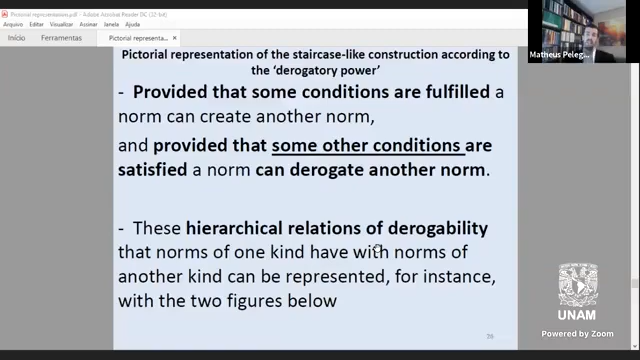 Pictorial representation.pdf - Adobe Acrobat Reader DC (32-bit)
Arquivo Editar Visualizar Assinar Janela Ajuda
Início Ferramentas Pictorial representa... ×
Pictorial representation of the staircase-like construction according to
the ‘derogatory power’
- Provided that some conditions are fulfilled a
norm can create another norm,
and provided that some other conditions are
satisfied a norm can derogate another norm.
- These hierarchical relations of derogability
that norms of one kind have with norms of
another kind can be represented, for instance,
with the two figures below
Matheus Peleg...
UNAM
Powered by Zoom